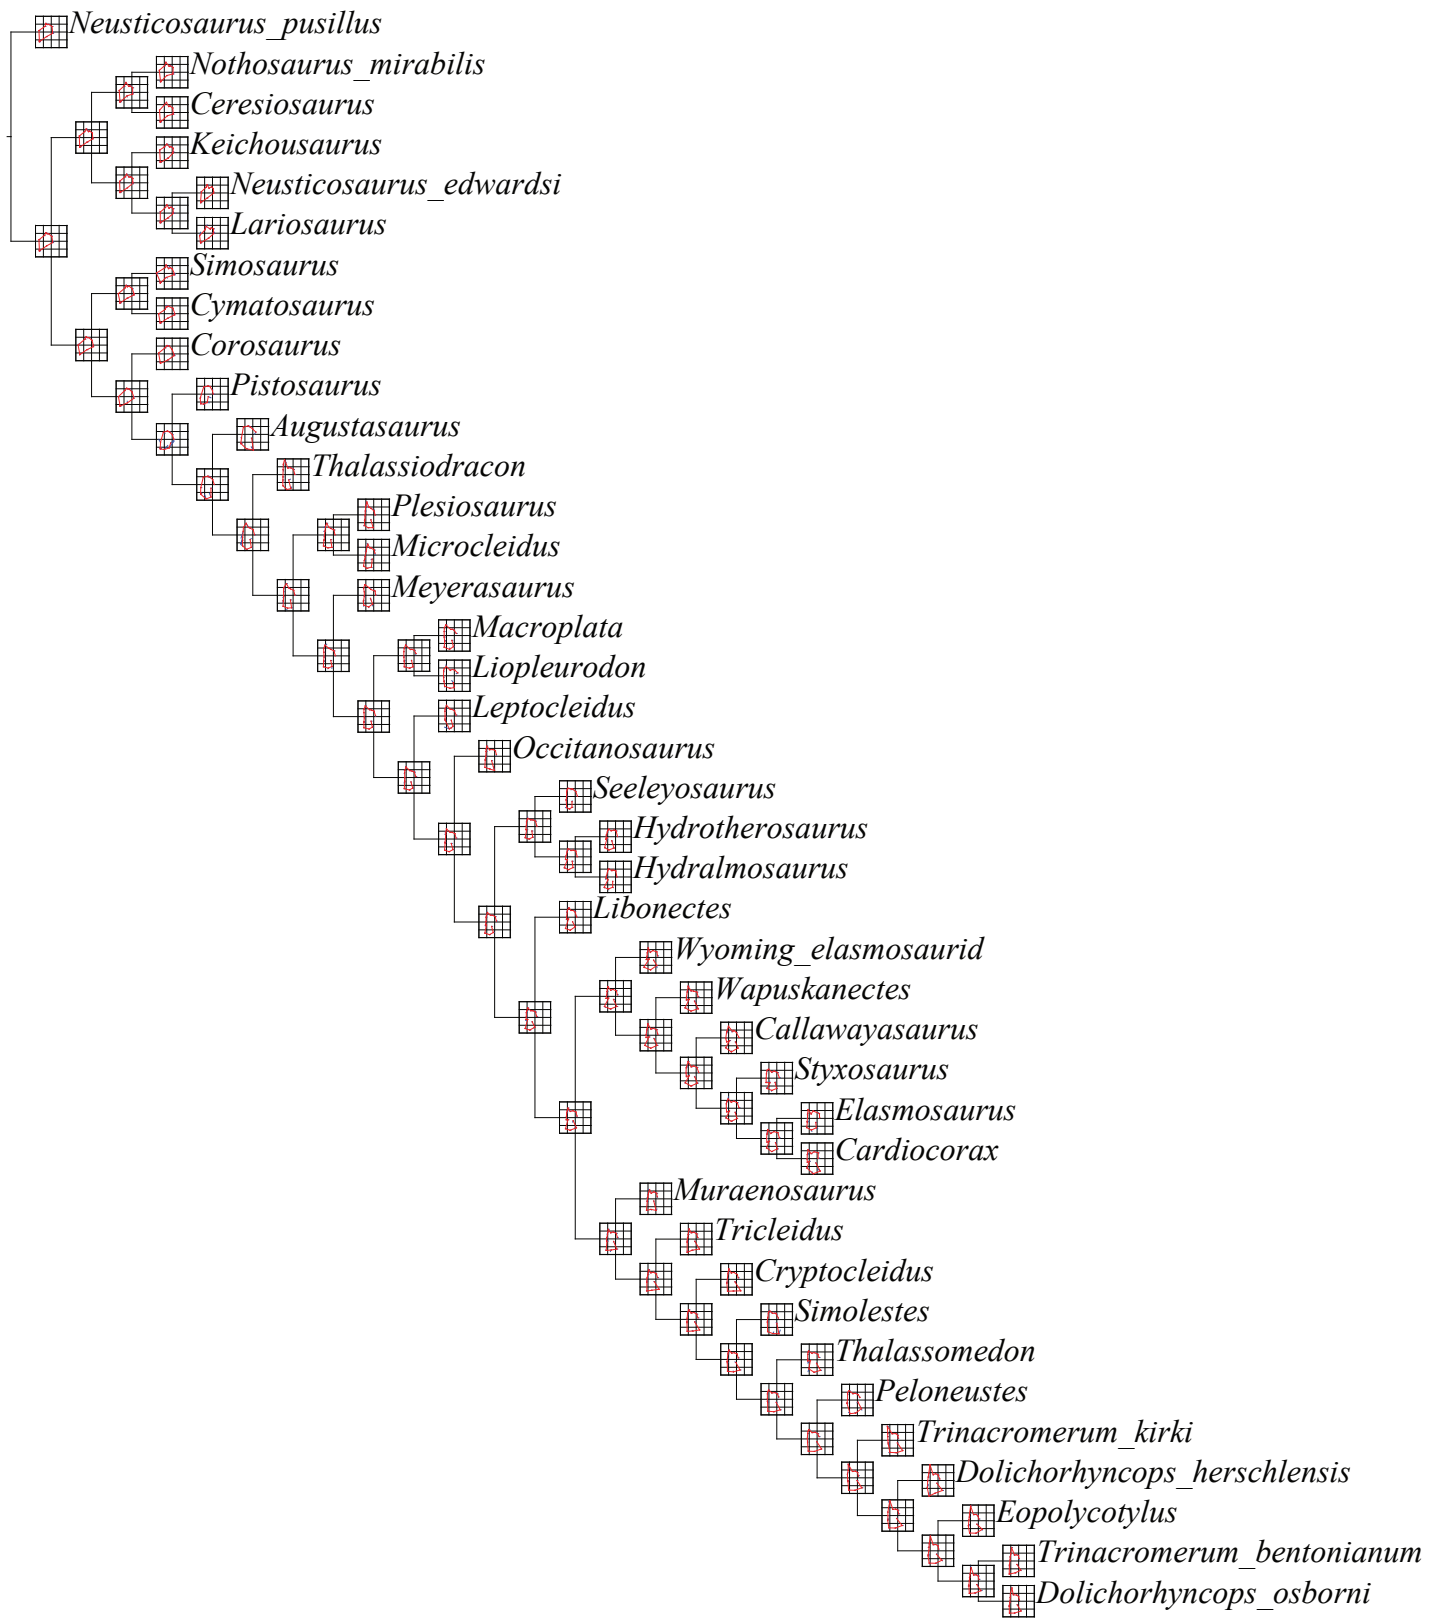 Neusticosaurus_pusillus
Nothosaurus_mirabilis
Ceresiosaurus
Keichousaurus
Neusticosaurus_edwardsi
Lariosaurus
Simosaurus
Cymatosaurus
Corosaurus
Pistosaurus
Augustasaurus
Thalassiodracon
Plesiosaurus
Microcleidus
Meyerasaurus
Macroplata
Liopleurodon
Leptocleidus
Occitanosaurus
Seeleyosaurus
Hydrotherosaurus
Hydralmosaurus
Libonectes
Wyoming_elasmosaurid
Wapuskanectes
Callawayasaurus
Styxosaurus
Elasmosaurus
Cardiocorax
Muraenosaurus
Tricleidus
Cryptocleidus
Simolestes
Thalassomedon
Peloneustes
Trinacromerum_kirki
Dolichorhyncops_herschlensis
Eopolycotylus
Trinacromerum_bentonianum
Dolichorhyncops_osborni